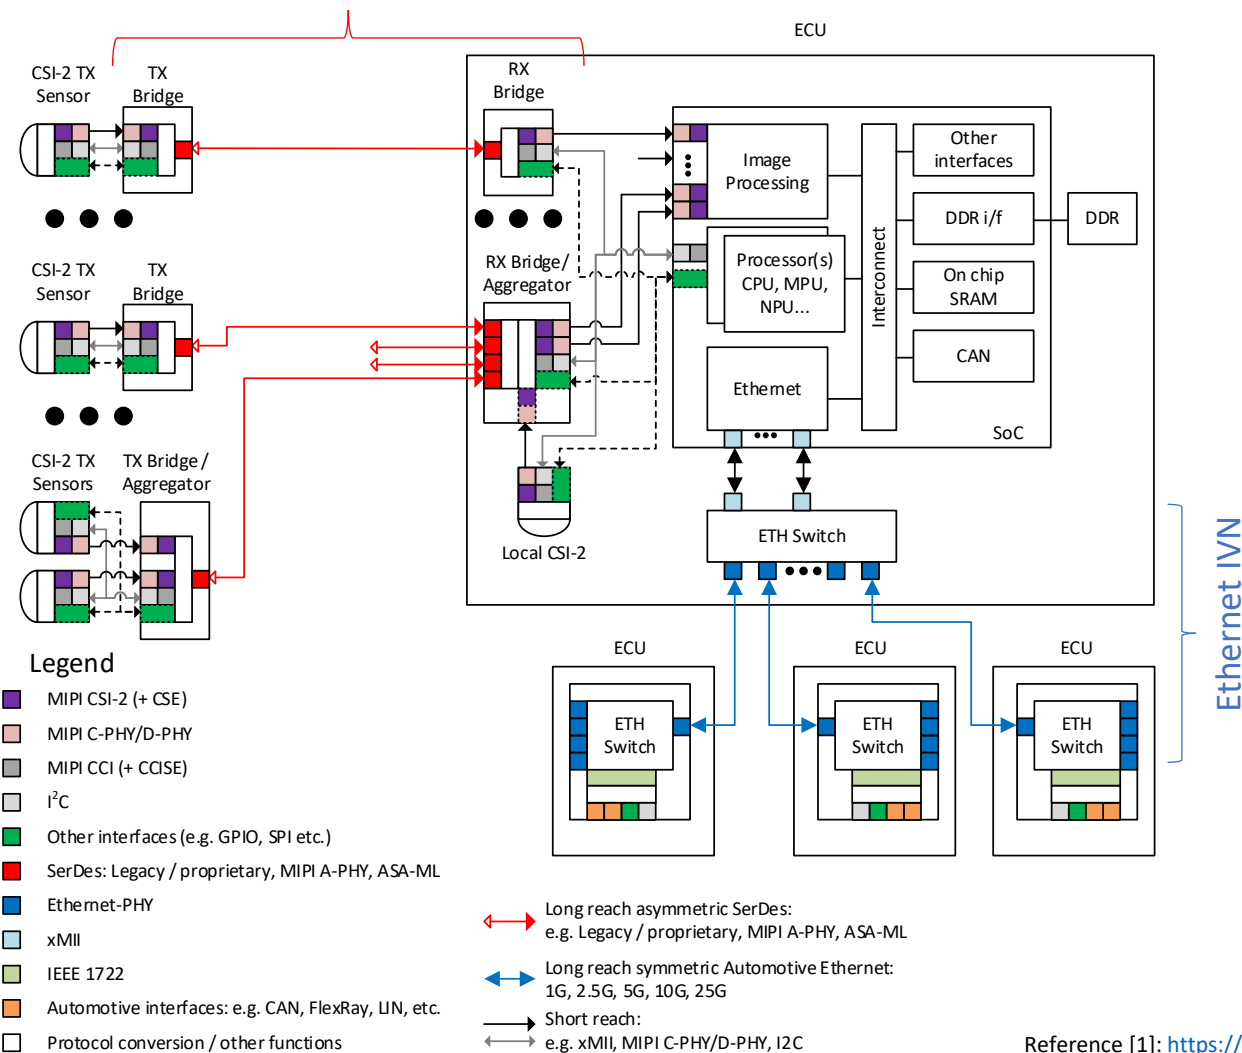 ECU
CSI-2 TX
Sensor
TX
Bridge
RX
Bridge
Image
Processing
Other
interfaces
DDR i/f
DDR
CSI-2 TX
Sensor
TX
Bridge
RX Bridge/
Aggregator
Processor(s)
CPU, MPU,
NPU...
Interconnect
On chip
SRAM
CAN
Ethernet
SoC
CSI-2 TX
Sensors
TX Bridge /
Aggregator
Local CSI-2
ETH Switch
Ethernet IVN
ECU
ECU
ECU
ETH
Switch
ETH
Switch
ETH
Switch
Legend
MIPI CSI-2 (+ CSE)
MIPI C-PHY/D-PHY
MIPI CCI (+ CCISE)
I²C
Other interfaces (e.g. GPIO, SPI etc.)
SerDes: Legacy / proprietary, MIPI A-PHY, ASA-ML
Ethernet-PHY
xMII
IEEE 1722
Automotive interfaces: e.g. CAN, FlexRay, LIN, etc.
Protocol conversion / other functions
Long reach asymmetric SerDes:
e.g. Legacy / proprietary, MIPI A-PHY, ASA-ML
Long reach symmetric Automotive Ethernet:
1G, 2.5G, 5G, 10G, 25G
Short reach:
e.g. xMII, MIPI C-PHY/D-PHY, I2C
Reference [1]: https://